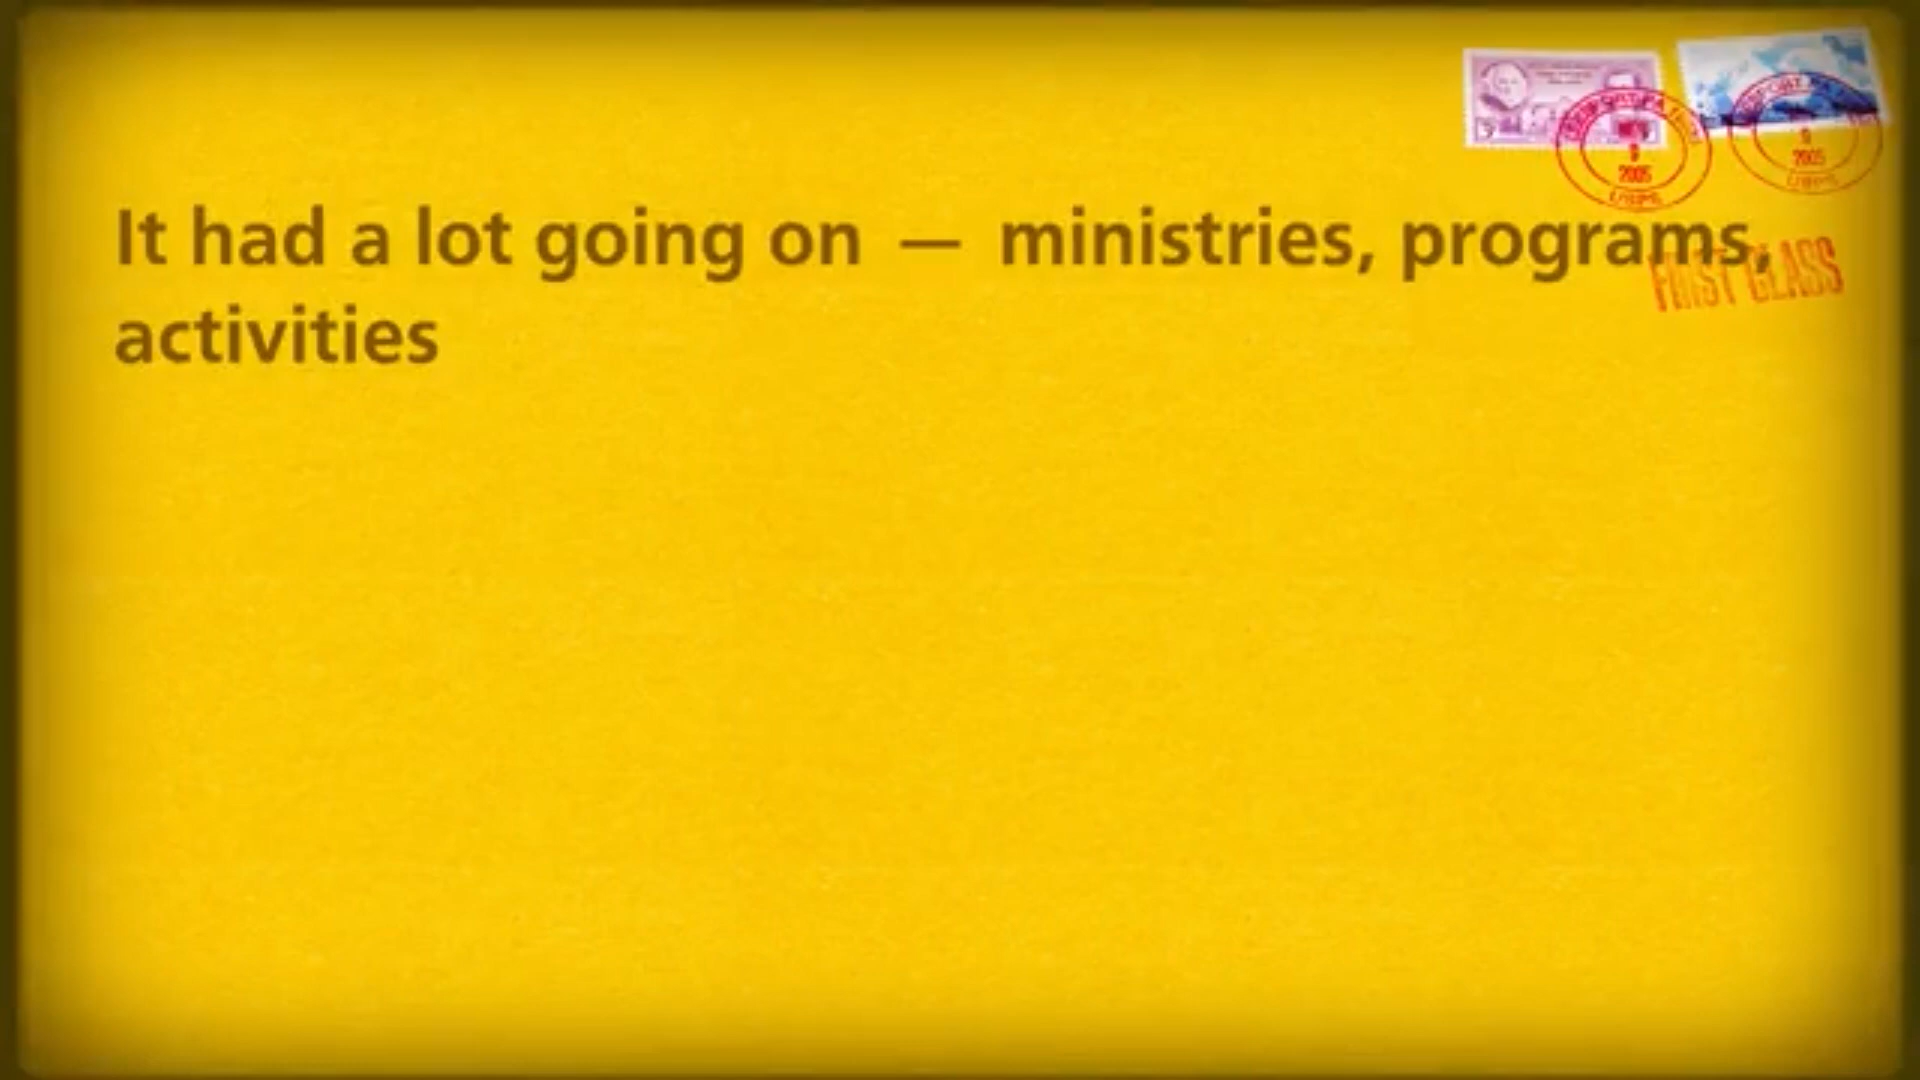 2005
2005
FIRST CLASS
It had a lot going on — ministries, programs,
activities